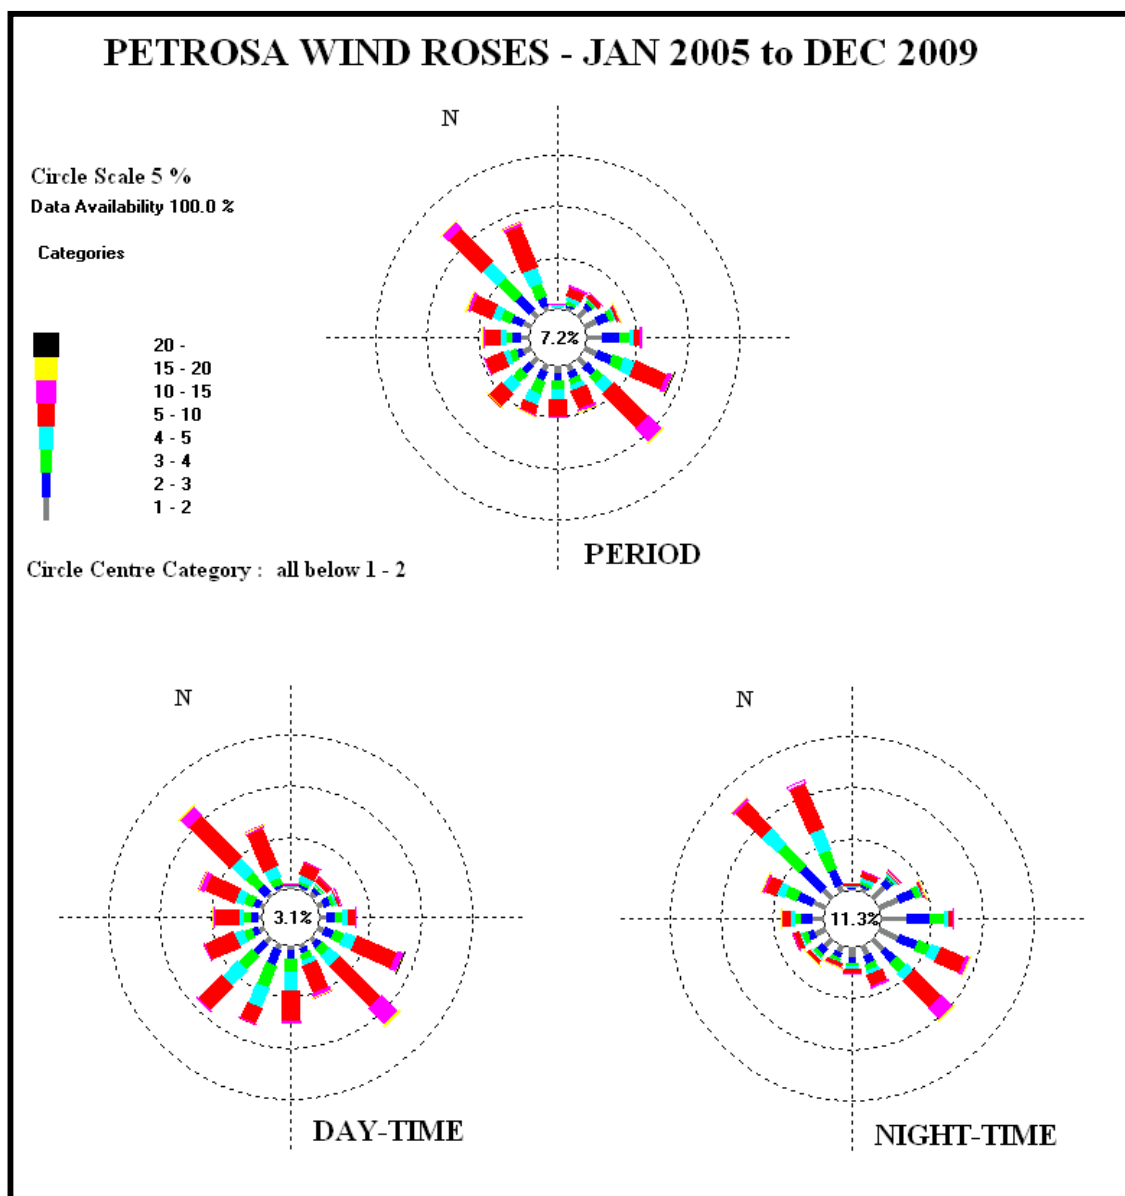 PETROSA WIND ROSES - JAN 2005 to DEC 2009
N
Circle Scale 5 %
Data Availability 100.0 %
Categories
20 -
15 - 20
10 - 15
5 - 10
4 - 5
3 - 4
2 - 3
1 - 2
7.2%
PERIOD
Circle Centre Category : all below 1 - 2
N
N
3.1%
11.3%
DAY-TIME
NIGHT-TIME